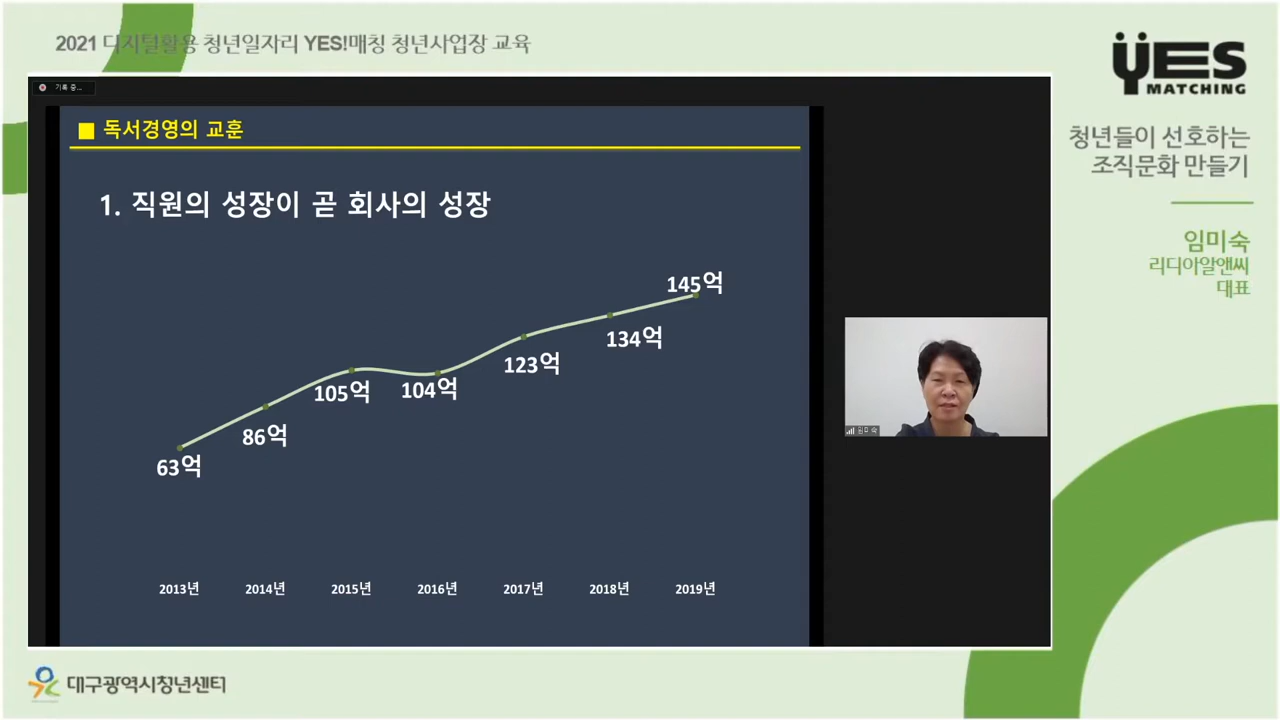 2021 디지털활용 청년일자리 YES!매칭 청년사업장 교육
YES
MATCHING
청년들이 선호하는
조직문화 만들기
임미숙
리디아알앤씨
대표
기록 중...
■ 독서경영의 교훈
1. 직원의 성장이 곧 회사의 성장
145억
134억
123억
105억
104억
86억
63억
2013년
2014년
2015년
2016년
2017년
2018년
2019년
임미숙
대구광역시청년센터